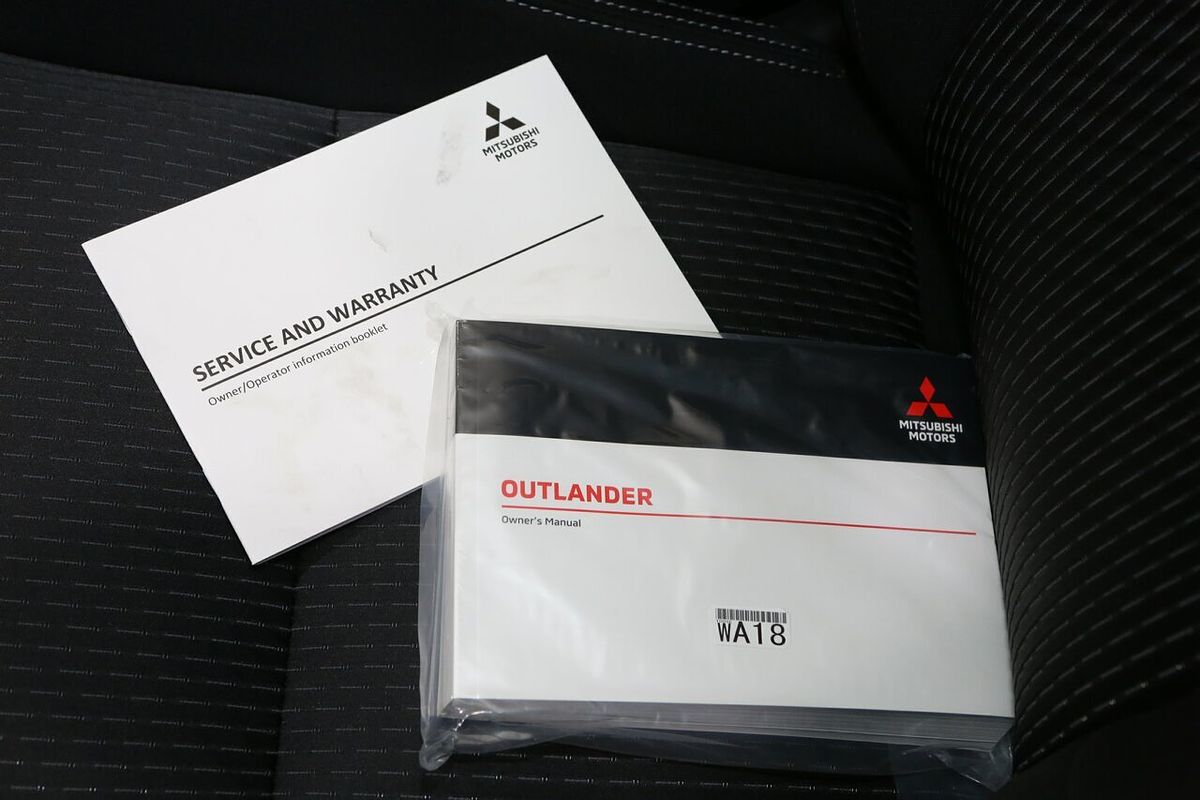 MITSUBISHI
MOTORS
SERVICE AND WARRANTY
Owner/Operator information booklet
MITSUBISHI
MOTORS
OUTLANDER
Owner's Manual
WA18